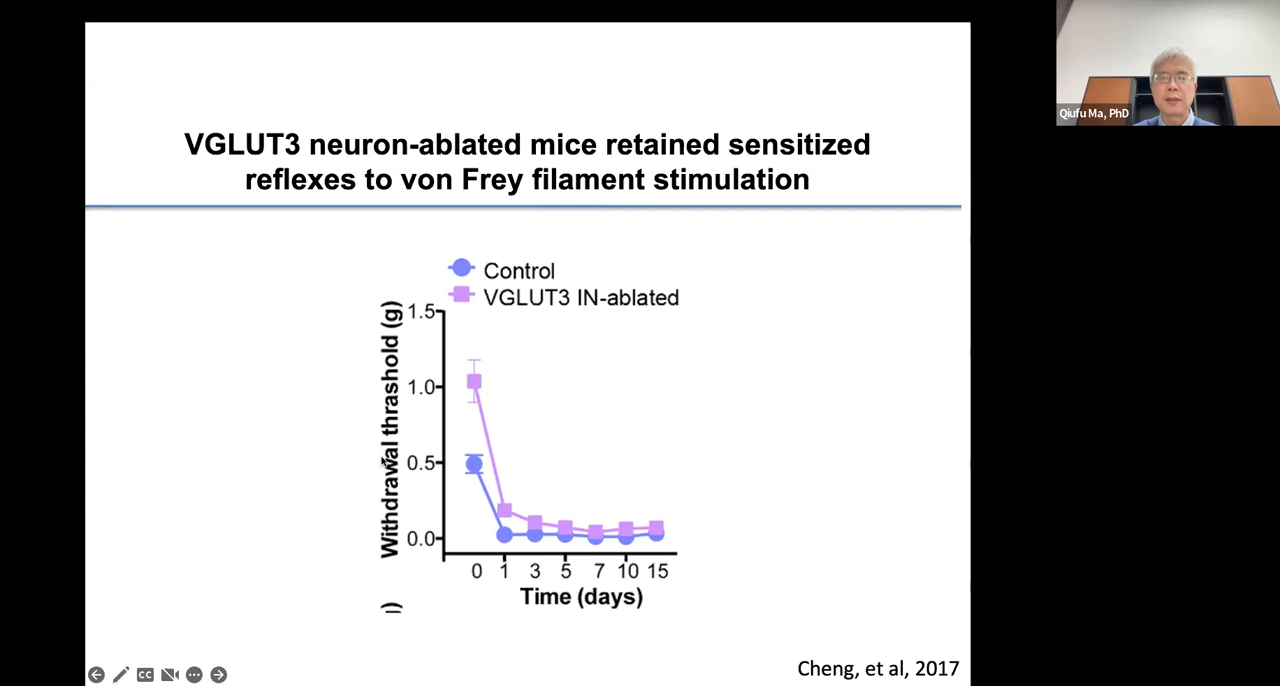 VGLUT3 neuron-ablated mice retained sensitized
reflexes to von Frey filament stimulation
Control
VGLUT3 IN-ablated
Withdrawal thrashold (g)
1.5
1.0
0.5
0.0
0 1 3 5 7 10 15
Time (days)
)
CC
Cheng, et al, 2017
Qiufu Ma, PhD